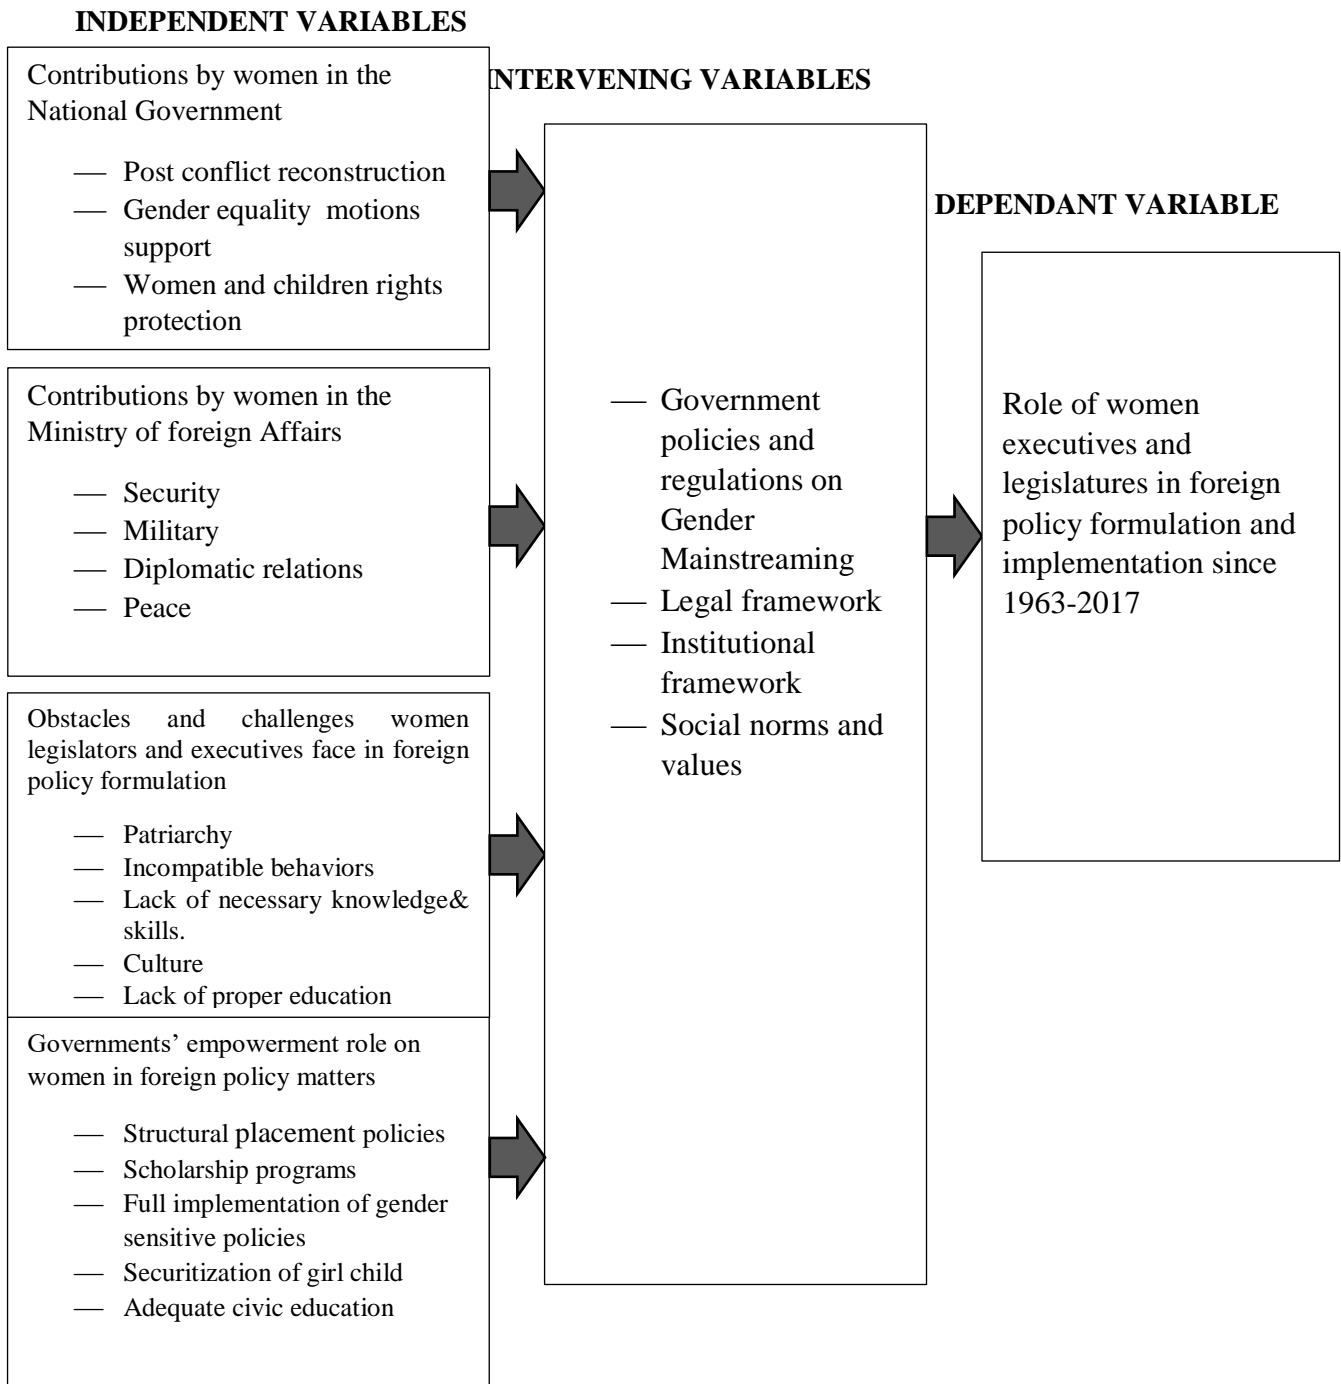 INDEPENDENT VARIABLES
Contributions by women in the
National Government
— Post conflict reconstruction
— Gender equality motions
support
— Women and children rights
protection
Contributions by women in the
Ministry of foreign Affairs
— Security
— Military
— Diplomatic relations
— Peace
Obstacles and challenges women
legislators and executives face in foreign
policy formulation
— Patriarchy
— Incompatible behaviors
— Lack of necessary knowledge&
skills.
— Culture
— Lack of proper education
Governments’ empowerment role on
women in foreign policy matters
— Structural placement policies
— Scholarship programs
— Full implementation of gender
sensitive policies
— Securitization of girl child
— Adequate civic education
INTERVENING VARIABLES
— Government
policies and
regulations on
Gender
Mainstreaming
— Legal framework
— Institutional
framework
— Social norms and
values
DEPENDANT VARIABLE
Role of women
executives and
legislatures in foreign
policy formulation and
implementation since
1963-2017